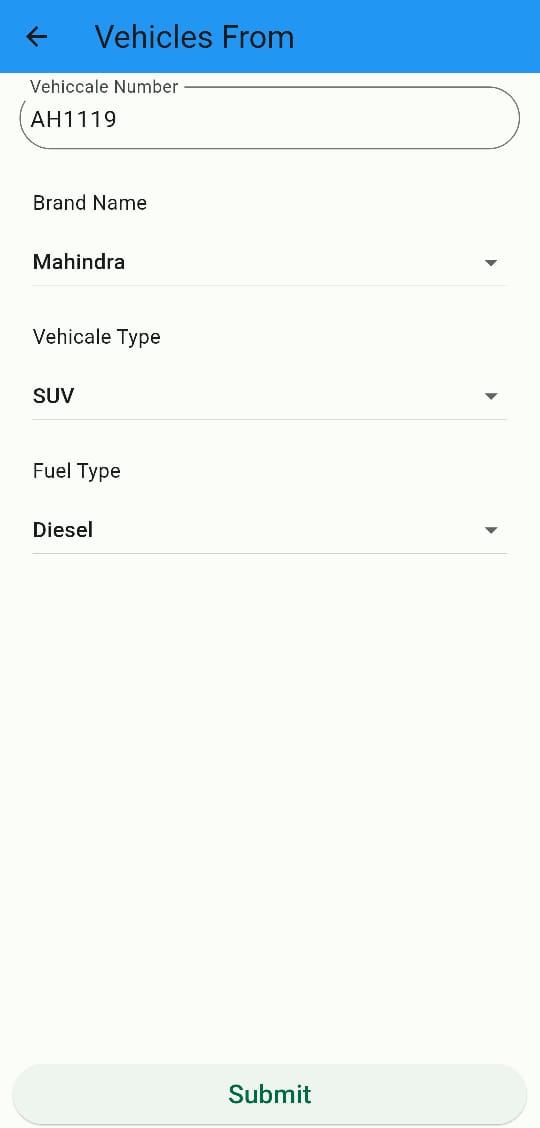 Vehicles From
Vehiccale Number
AH1119
Brand Name
Mahindra
Vehicale Type
SUV
Fuel Type
Diesel
Submit